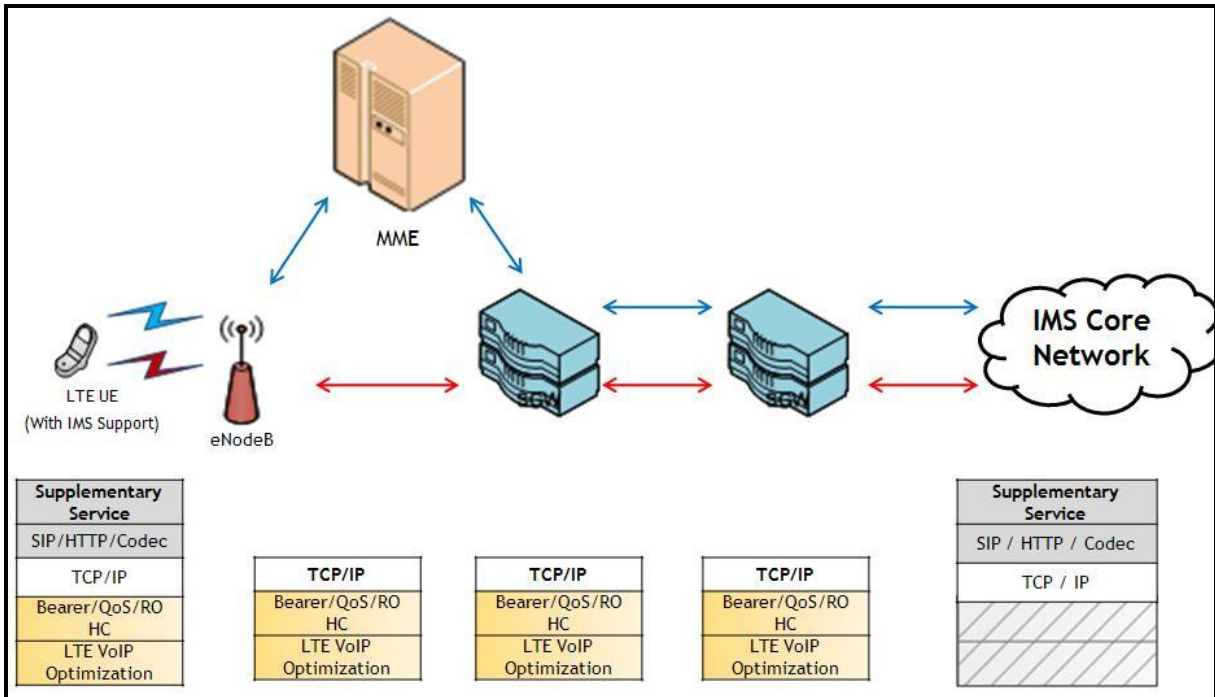 MME
IMS Core
Network
SGW
SGW
LTE UE
(With IMS Support)
eNodeB
Supplementary
Service
SIP/HTTP/Codec
TCP/IP
Bearer/QoS/RO
HC
LTE VoIP
Optimization
TCP/IP
Bearer/QoS/RO
HC
LTE VoIP
Optimization
TCP/IP
Bearer/QoS/RO
HC
LTE VoIP
Optimization
TCP/IP
Bearer/QoS/RO
HC
LTE VoIP
Optimization
Supplementary
Service
SIP / HTTP / Codec
TCP / IP